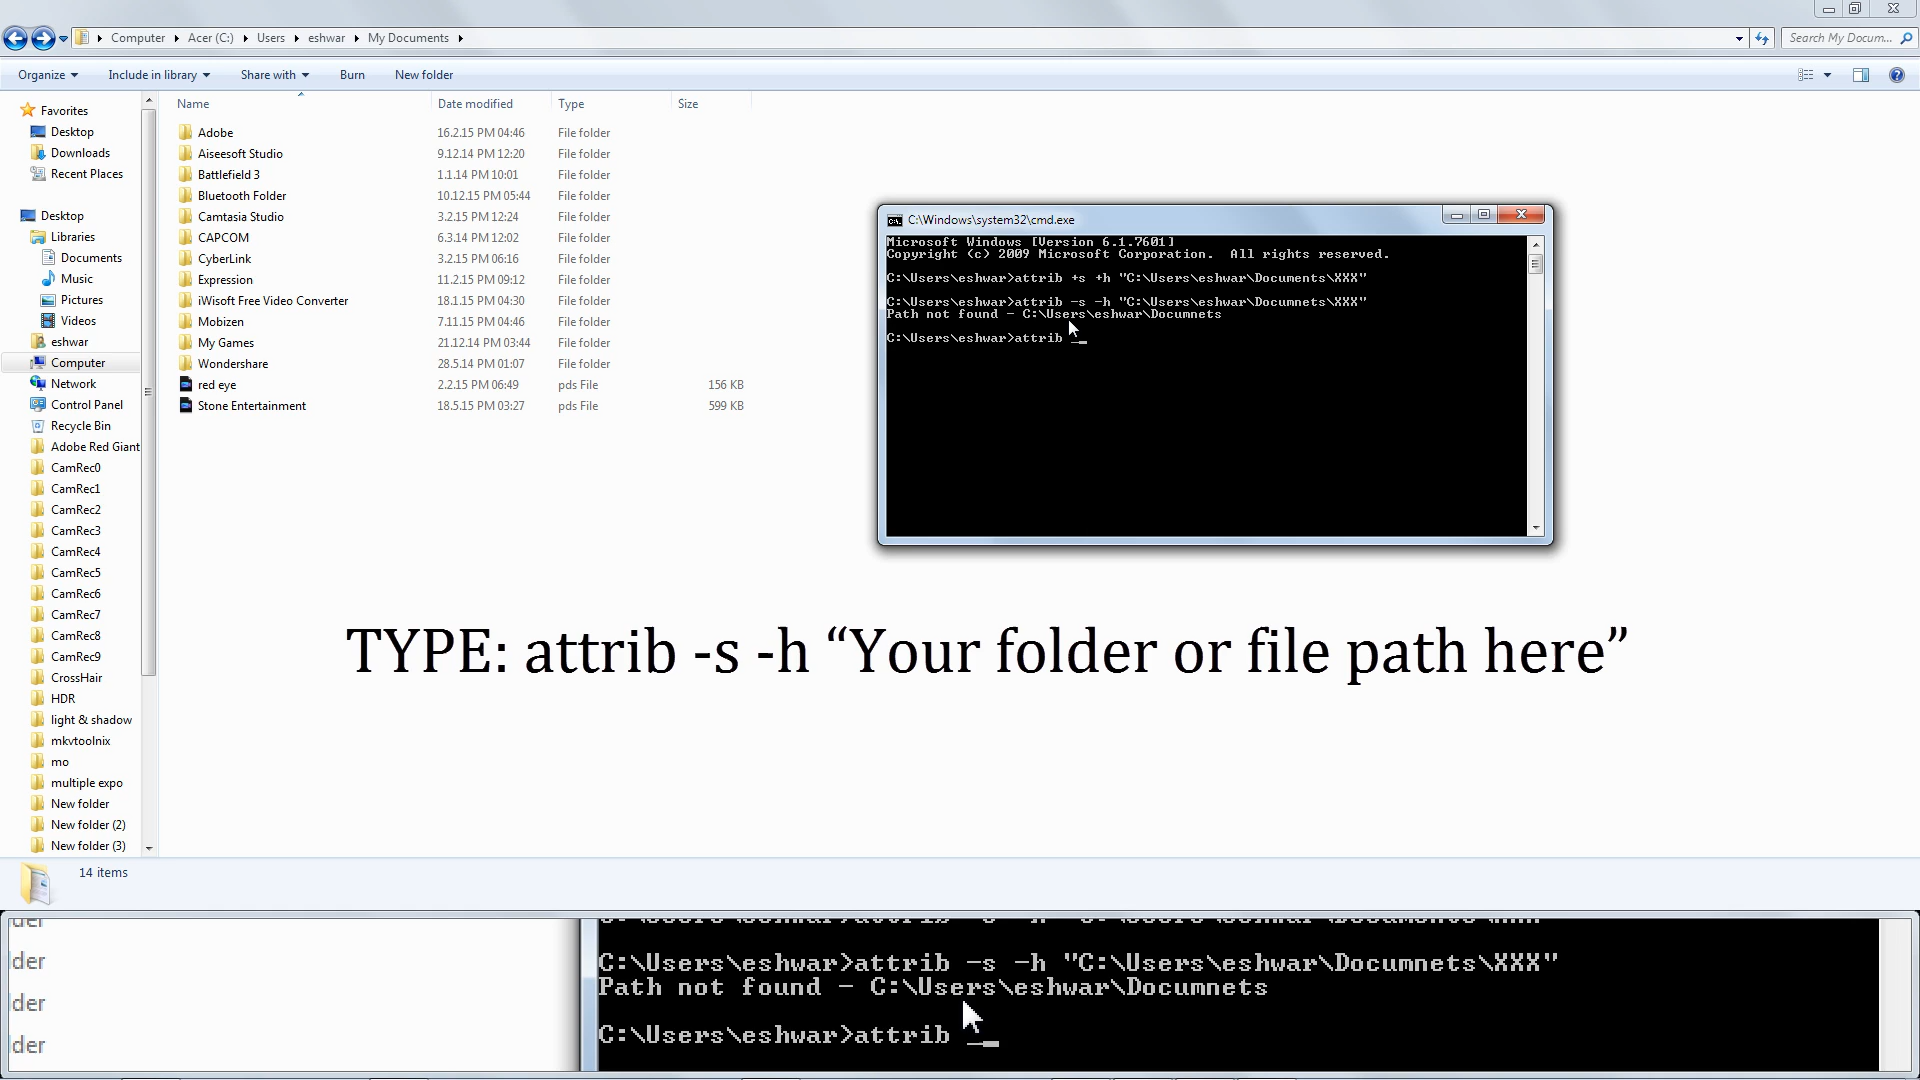 Computer Acer (C:) Users eshwar My Documents
Search My Docum...
Organize Include in library Share with Burn New folder
Name Date modified Type Size
Favorites
Desktop
Downloads
Recent Places
Desktop
Libraries
Documents
Music
Pictures
Videos
eshwar
Computer
Network
Control Panel
Recycle Bin
Adobe Red Giant
CamRec0
CamRec1
CamRec2
CamRec3
CamRec4
CamRec5
CamRec6
CamRec7
CamRec8
CamRec9
CrossHair
HDR
light & shadow
mkvtoolnix
mo
multiple expo
New folder
New folder (2)
New folder (3)
Adobe 16.2.15 PM 04:46 File folder
Aiseesoft Studio 9.12.14 PM 12:20 File folder
Battlefield 3 1.1.14 PM 10:01 File folder
Bluetooth Folder 10.12.15 PM 05:44 File folder
Camtasia Studio 3.2.15 PM 12:24 File folder
CAPCOM 6.3.14 PM 12:02 File folder
CyberLink 3.2.15 PM 06:16 File folder
Expression 11.2.15 PM 09:12 File folder
iWisoft Free Video Converter 18.1.15 PM 04:30 File folder
Mobizen 7.11.15 PM 04:46 File folder
My Games 21.12.14 PM 03:44 File folder
Wondershare 28.5.14 PM 01:07 File folder
red eye 2.2.15 PM 06:49 pds File 156 KB
Stone Entertainment 18.5.15 PM 03:27 pds File 599 KB
C:\Windows\system32\cmd.exe
Microsoft Windows [Version 6.1.7601]
Copyright (c) 2009 Microsoft Corporation. All rights reserved.
C:\Users\eshwar>attrib +s +h "C:\Users\eshwar\Documents\XXX"
C:\Users\eshwar>attrib -s -h "C:\Users\eshwar\Documnets\XXX"
Path not found - C:\Users\eshwar\Documnets
C:\Users\eshwar>attrib _
TYPE: attrib -s -h “Your folder or file path here”
14 items
lder
lder
lder
C:\Users\eshwar>attrib -s -h "C:\Users\eshwar\Documnets\XXX"
Path not found - C:\Users\eshwar\Documnets
C:\Users\eshwar>attrib _